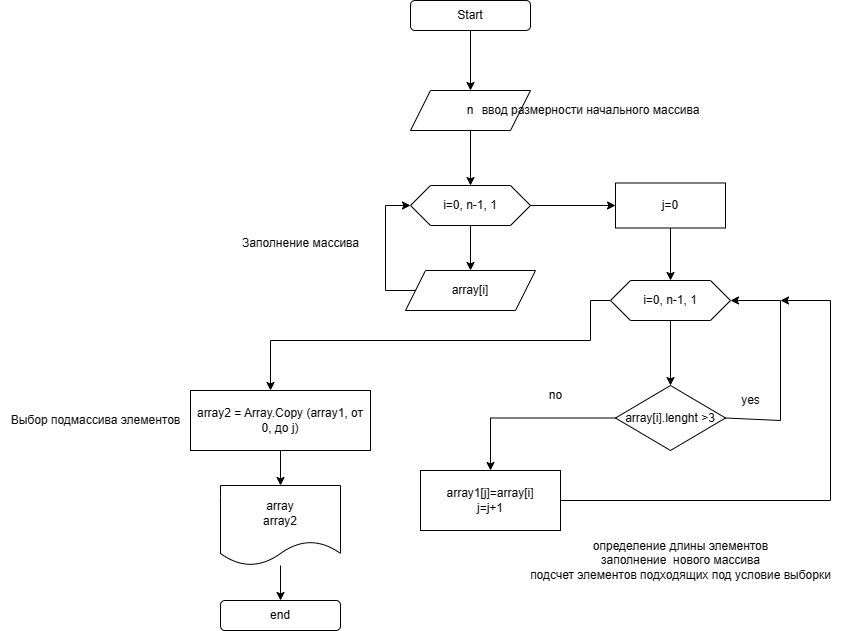 Start
n ввод размерности начального массива
i=0, n-1, 1
j=0
Заполнение массива
array[i]
i=0, n-1, 1
Выбор подмассива элементов
array2 = Array.Copy (array1, от
0, до j)
no
yes
array[i].lenght >3
array1[j]=array[i]
j=j+1
array
array2
определение длины элементов
заполнение нового массива
подсчет элементов подходящих под условие выборки
end